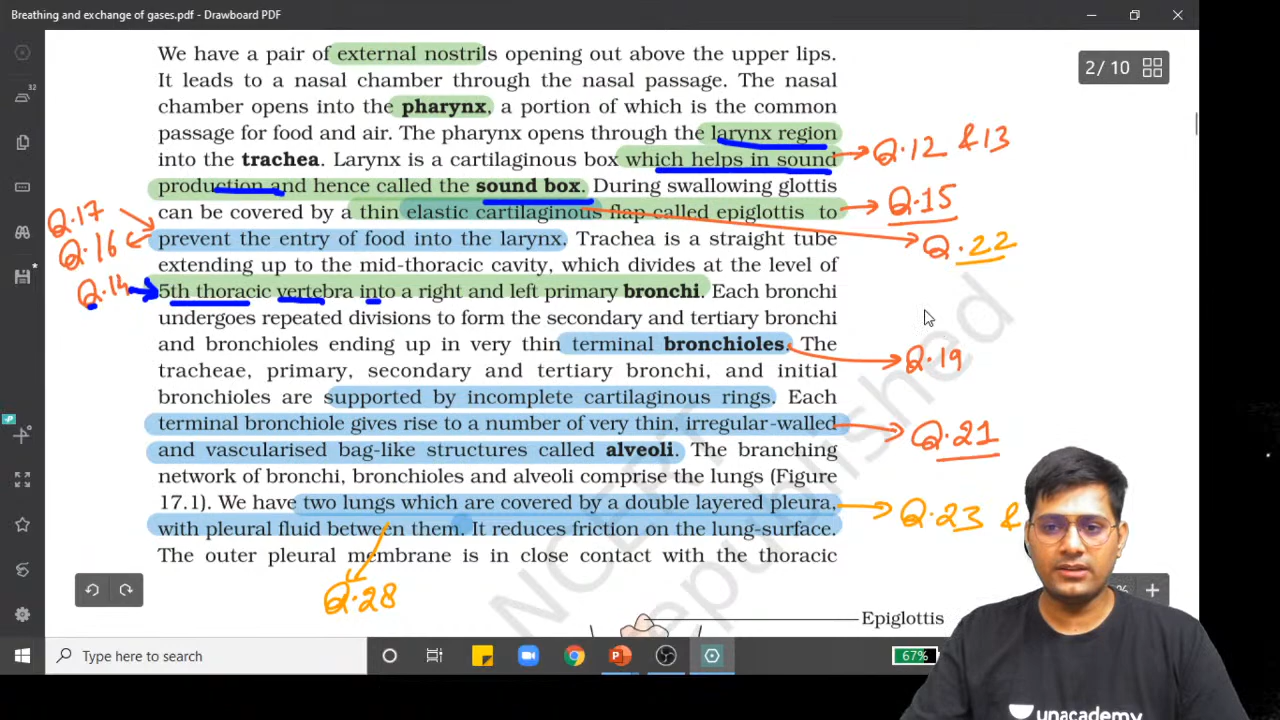 Breathing and exchange of gases.pdf - Drawboard PDF
2 / 10
32
We have a pair of external nostrils opening out above the upper lips.
It leads to a nasal chamber through the nasal passage. The nasal
chamber opens into the pharynx, a portion of which is the common
passage for food and air. The pharynx opens through the larynx region
into the trachea. Larynx is a cartilaginous box which helps in sound
Q.12 & 13
production and hence called the sound box. During swallowing glottis
can be covered by a thin elastic cartilaginous flap called epiglottis to
Q.15
Q.17
prevent the entry of food into the larynx. Trachea is a straight tube
Q.16
Q.22
extending up to the mid-thoracic cavity, which divides at the level of
5th thoracic vertebra into a right and left primary bronchi. Each bronchi
Q.14
undergoes repeated divisions to form the secondary and tertiary bronchi
and bronchioles ending up in very thin terminal bronchioles. The
Q.19
tracheae, primary, secondary and tertiary bronchi, and initial
bronchioles are supported by incomplete cartilaginous rings. Each
terminal bronchiole gives rise to a number of very thin, irregular-walled
Q.21
and vascularised bag-like structures called alveoli. The branching
network of bronchi, bronchioles and alveoli comprise the lungs (Figure
17.1). We have two lungs which are covered by a double layered pleura,
Q.23 &
with pleural fluid between them. It reduces friction on the lung-surface.
The outer pleural membrane is in close contact with the thoracic
Q.28
Epiglottis
Type here to search
67%
unacademy